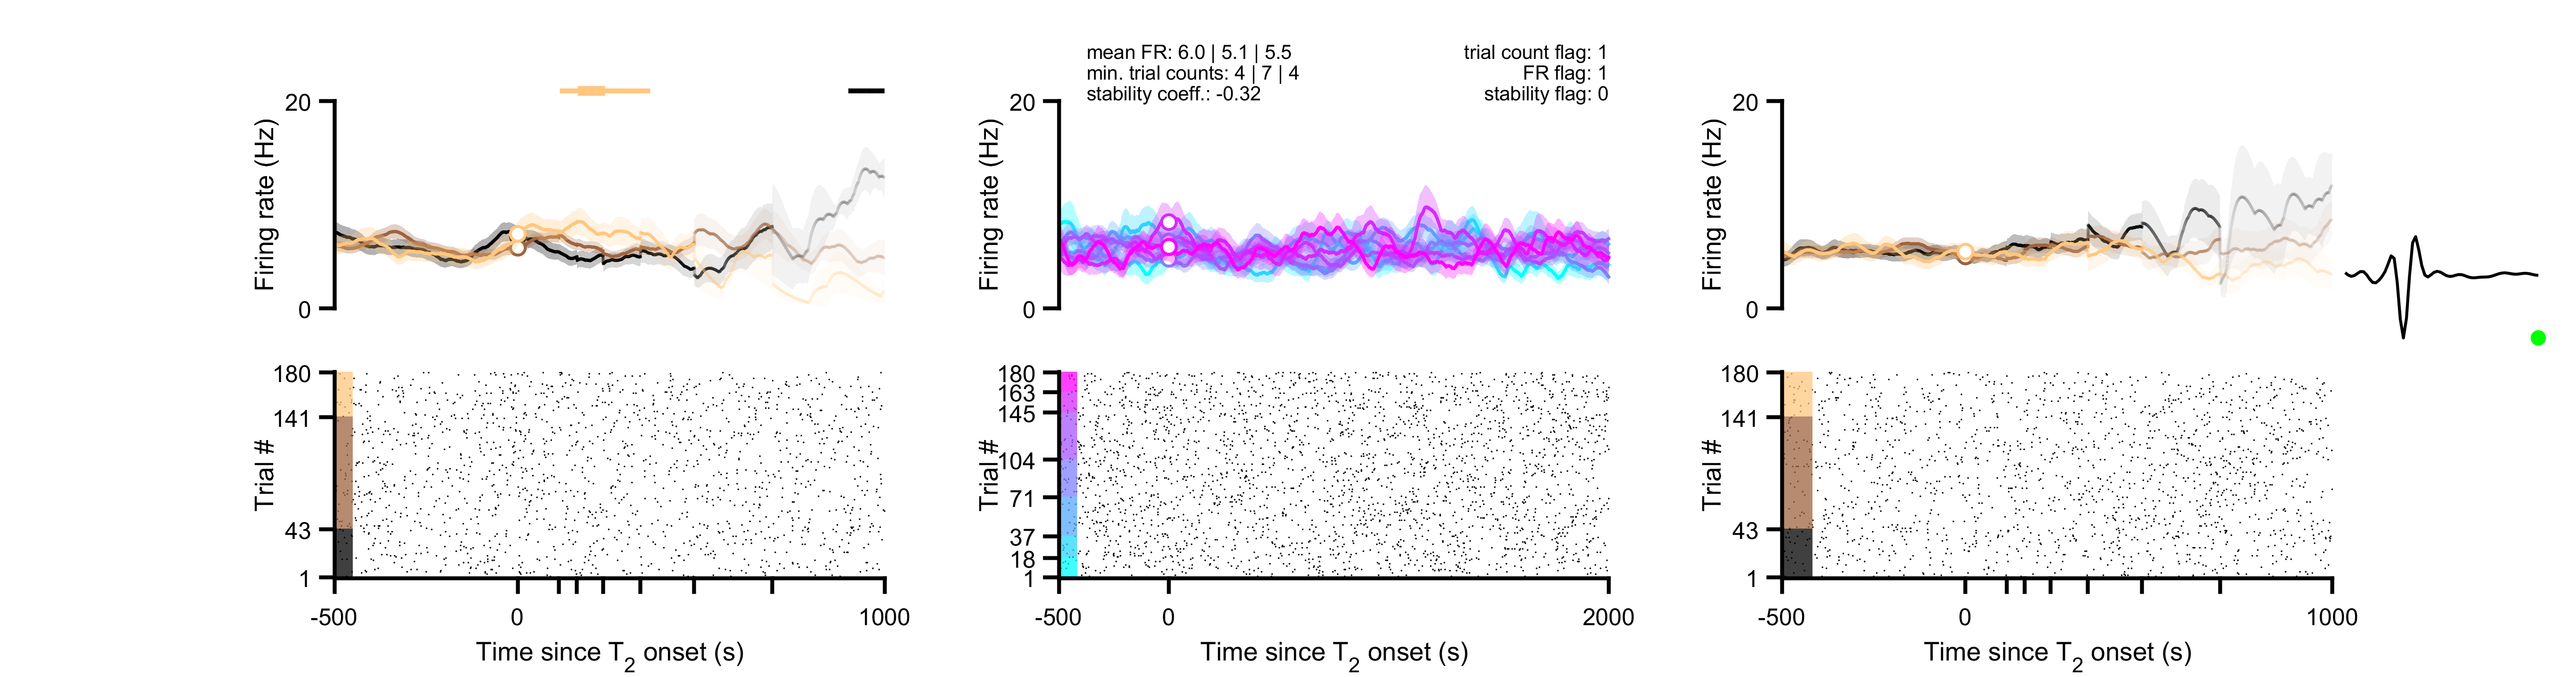 mean FR: 6.0 | 5.1 | 5.5
min. trial counts: 4 | 7 | 4
stability coeff.: -0.32
trial count flag: 1
FR flag: 1
stability flag: 0
20
0
Firing rate (Hz)
20
0
Firing rate (Hz)
20
0
Firing rate (Hz)
180
141
43
1
Trial #
-500
0
1000
Time since T2 onset (s)
180
163
145
104
71
37
18
1
Trial #
-500
0
2000
Time since T2 onset (s)
180
141
43
1
Trial #
-500
0
1000
Time since T2 onset (s)